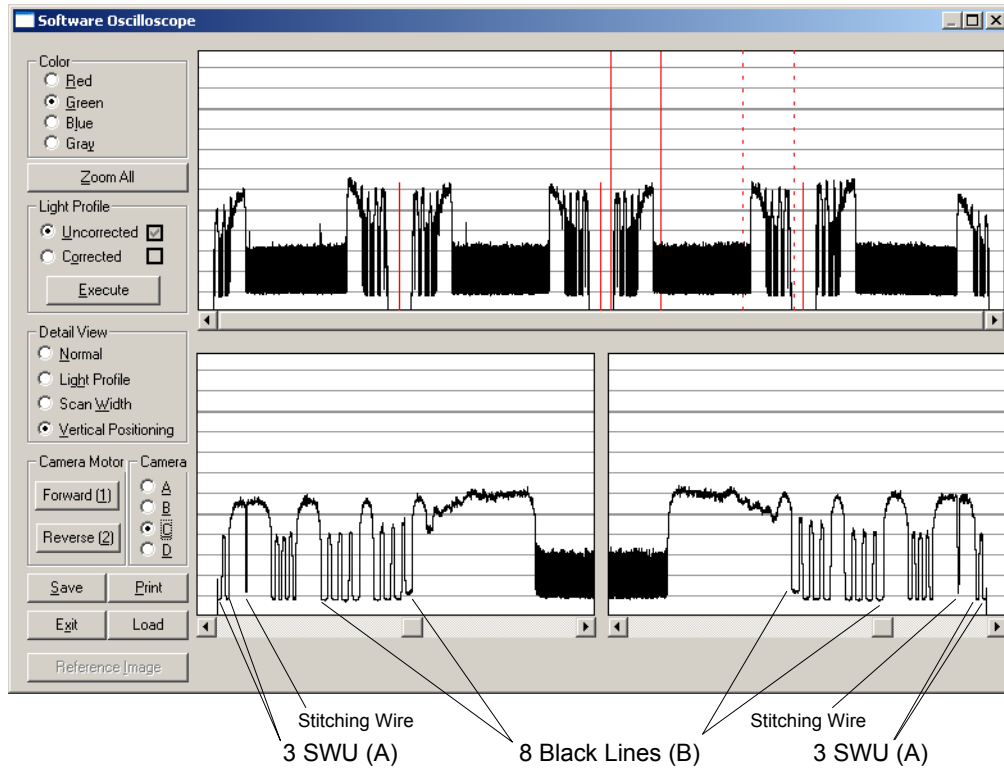 Software Oscilloscope
Color
Red
Green
Blue
Gray
Zoom All
Light Profile
Uncorrected
Corrected
Execute
Detail View
Normal
Light Profile
Scan Width
Vertical Positioning
Camera Motor
Forward (1)
Reverse (2)
Camera
A
B
C
D
Save
Print
Exit
Load
Reference Image
Stitching Wire
Stitching Wire
3 SWU (A)
8 Black Lines (B)
3 SWU (A)